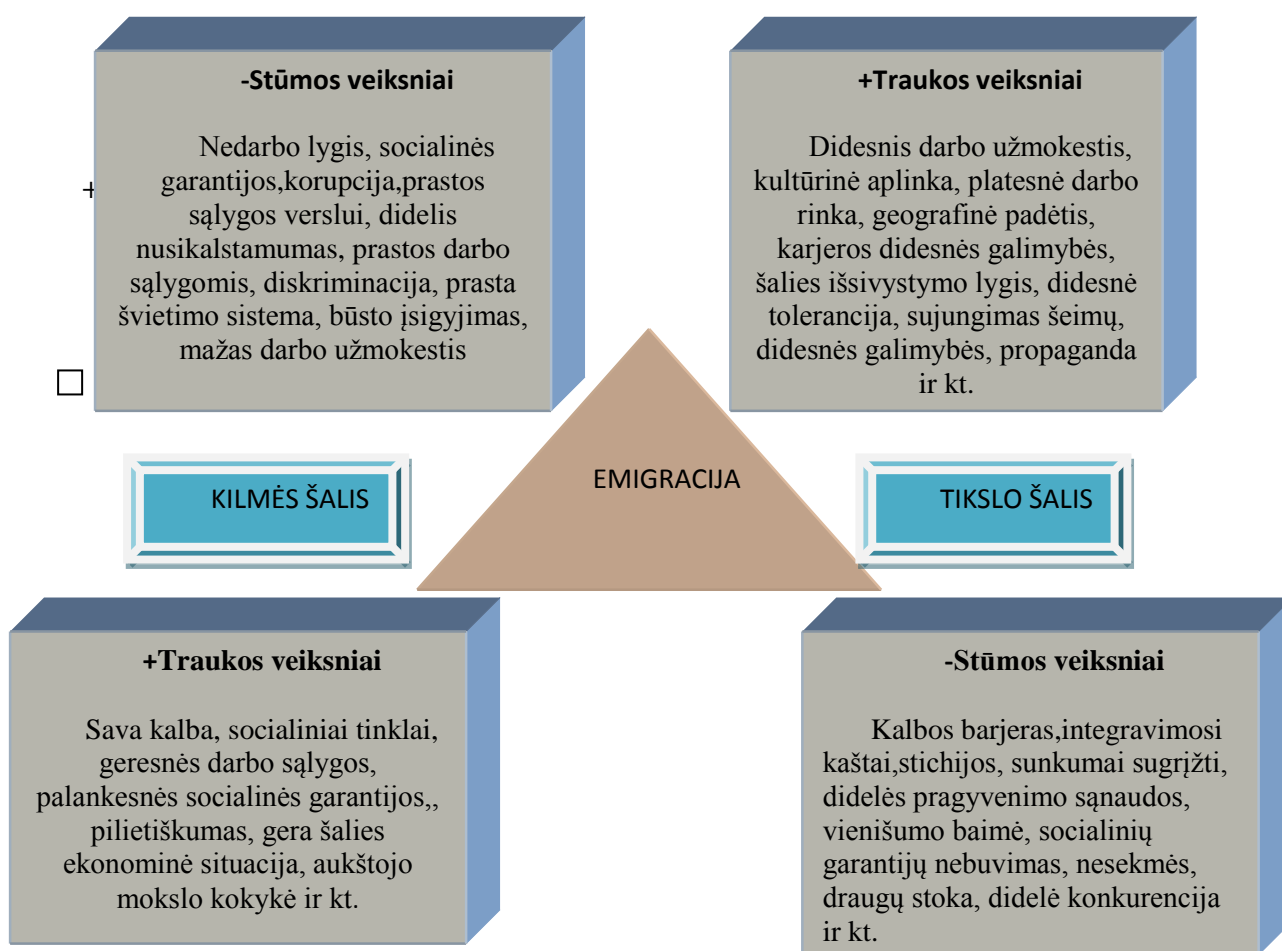 -Stūmos veiksniai
Nedarbo lygis, socialinės
garantijos,korupcija,prastos
sąlygos verslui, didelis
nusikalstamumas, prastos darbo
sąlygomis, diskriminacija, prasta
švietimo sistema, būsto įsigyjimas,
mažas darbo užmokestis
+
+Traukos veiksniai
Didesnis darbo užmokestis,
kultūrinė aplinka, platesnė darbo
rinka, geografinė padėtis,
karjeros didesnės galimybės,
šalies išsivystymo lygis, didesnė
tolerancija, sujungimas šeimų,
didesnės galimybės, propaganda
ir kt.
KILMĖS ŠALIS
EMIGRACIJA
TIKSLO ŠALIS
+Traukos veiksniai
Sava kalba, socialiniai tinklai,
geresnės darbo sąlygos,
palankesnės socialinės garantijos,,
pilietiškumas, gera šalies
ekonominė situacija, aukštojo
mokslo kokykė ir kt.
-Stūmos veiksniai
Kalbos barjeras,integravimosi
kaštai,stichijos, sunkumai sugrįžti,
didelės pragyvenimo sąnaudos,
vienišumo baimė, socialinių
garantijų nebuvimas, nesekmės,
draugų stoka, didelė konkurencija
ir kt.